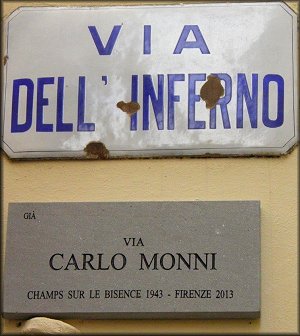 VIA
DELL' INFERNO
GIÀ
VIA
CARLO MONNI
CHAMPS SUR LE BISENCE 1943 - FIRENZE 2013